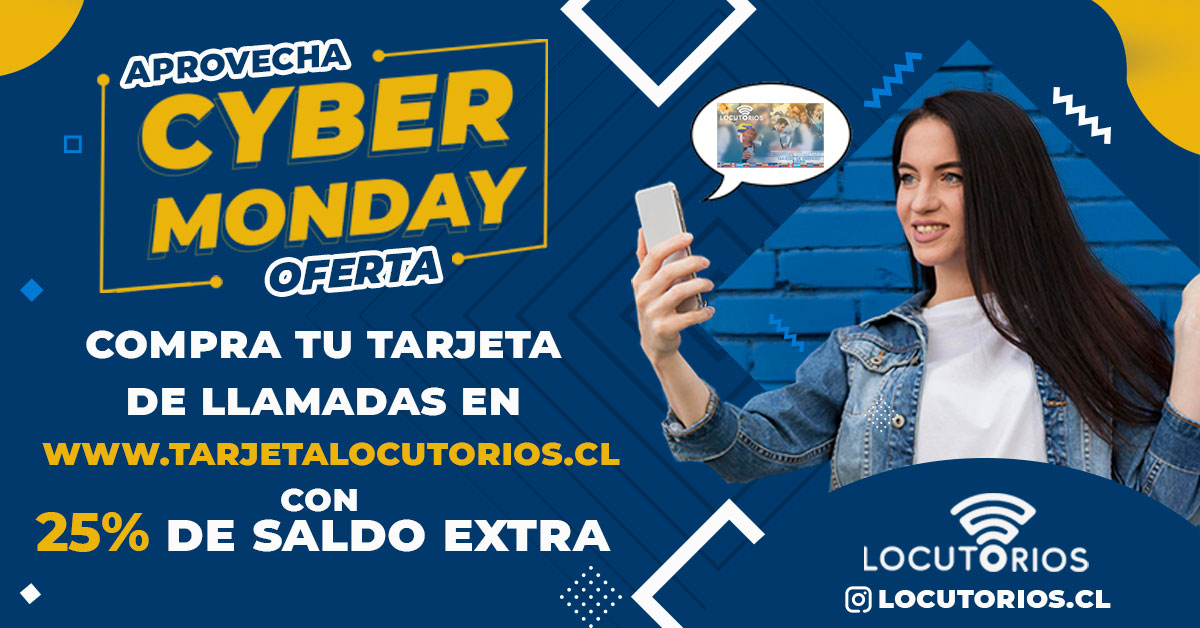 APROVECHA
CYBER
MONDAY
OFERTA
COMPRA TU TARJETA
DE LLAMADAS EN
WWW.TARJETALOCUTORIOS.CL
CON
25% DE SALDO EXTRA
LOCUTORIOS
LOCUTORIOS
LOCUTORIOS.CL